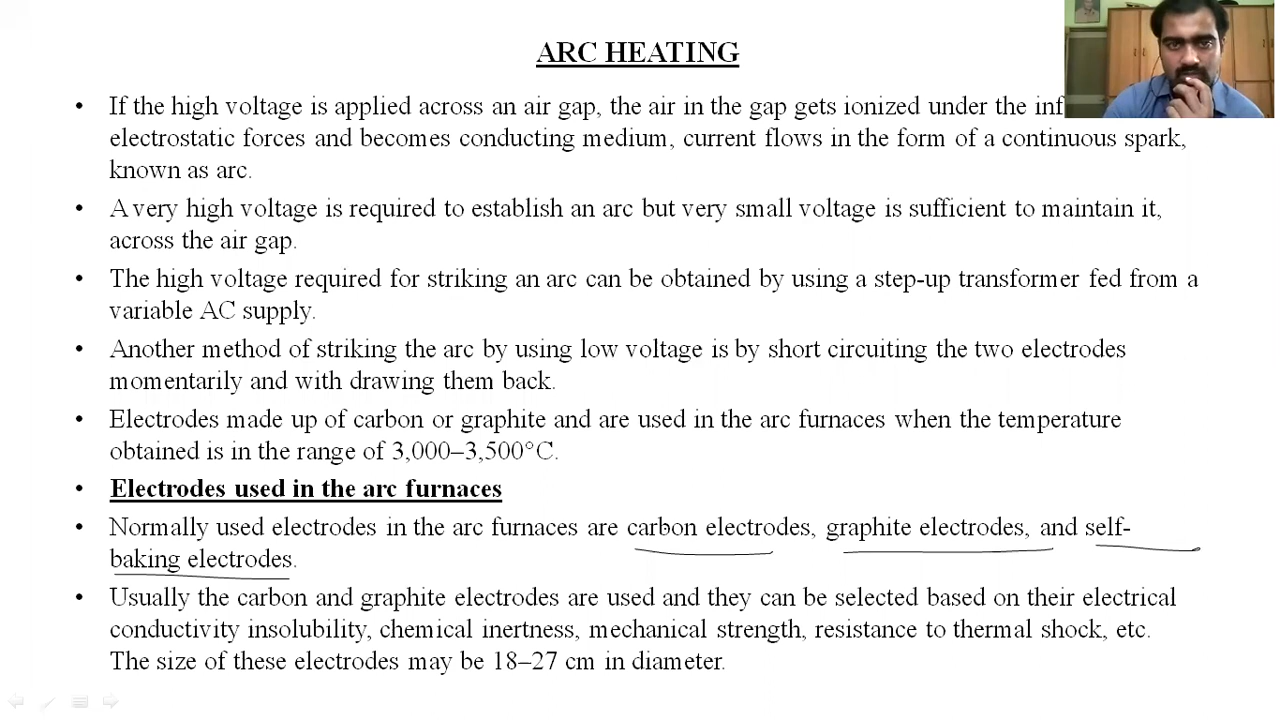 ARC HEATING
• If the high voltage is applied across an air gap, the air in the gap gets ionized under the
electrostatic forces and becomes conducting medium, current flows in the form of a continuous spark,
known as arc.
• A very high voltage is required to establish an arc but very small voltage is sufficient to maintain it,
across the air gap.
• The high voltage required for striking an arc can be obtained by using a step-up transformer fed from a
variable AC supply.
• Another method of striking the arc by using low voltage is by short circuiting the two electrodes
momentarily and with drawing them back.
• Electrodes made up of carbon or graphite and are used in the arc furnaces when the temperature
obtained is in the range of 3,000–3,500°C.
• Electrodes used in the arc furnaces
• Normally used electrodes in the arc furnaces are carbon electrodes, graphite electrodes, and self-
baking electrodes.
• Usually the carbon and graphite electrodes are used and they can be selected based on their electrical
conductivity insolubility, chemical inertness, mechanical strength, resistance to thermal shock, etc.
The size of these electrodes may be 18–27 cm in diameter.